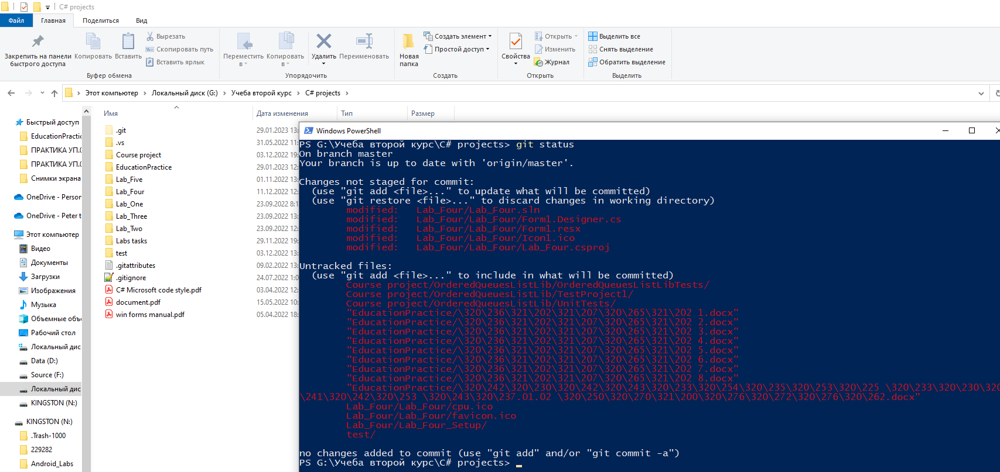 C# projects
Файл Главная Поделиться Вид
Закрепить на панели быстрого доступа
Копировать
Вставить
Вырезать
Скопировать путь
Вставить ярлык
Буфер обмена
Переместить в
Копировать в
Удалить
Переименовать
Упорядочить
Новая папка
Создать элемент
Простой доступ
Создать
Свойства
Открыть
Изменить
Журнал
Открыть
Выделить все
Снять выделение
Обратить выделение
Выделить
Этот компьютер > Локальный диск (G:) > Учеба второй курс > C# projects >
Быстрый доступ
EducationPractic
ПРАКТИКА УП.0
ПРАКТИКА УП.0
Снимки экрана
OneDrive - Person
OneDrive - Peter t
Этот компьютер
Видео
Документы
Загрузки
Изображения
Музыка
Объемные объе
Рабочий стол
Локальный дис
Data (D:)
Source (F:)
Локальный дис
KINGSTON (N:)
KINGSTON (N:)
.Trash-1000
229282
Android_Labs
Имя Дата изменения Тип Размер
.git 29.01.2023 13:
.vs 31.05.2022 11:
Course project 03.12.2022 19:
EducationPractice 29.01.2023 12:
Lab_Five 01.11.2022 13:
Lab_Four 11.12.2022 12:
Lab_One 23.09.2022 8:1
Lab_Three 23.09.2022 13:
Lab_Two 23.09.2022 12:
Labs tasks 29.11.2022 19:
test 03.12.2022 13:
.gitattributes 09.02.2022 13:
.gitignore 24.07.2022 1:0
C# Microsoft code style.pdf 03.04.2022 12:
document.pdf 15.05.2022 10:
win forms manual.pdf 05.04.2022 18:
Windows PowerShell
PS G:\Учеба второй курс\C# projects> git status
On branch master
Your branch is up to date with 'origin/master'.
Changes not staged for commit:
(use "git add <file>..." to update what will be committed)
(use "git restore <file>..." to discard changes in working directory)
modified: Lab_Four/Lab_Four.sln
modified: Lab_Four/Lab_Four/Form1.Designer.cs
modified: Lab_Four/Lab_Four/Form1.resx
modified: Lab_Four/Lab_Four/Icon1.ico
modified: Lab_Four/Lab_Four/Lab_Four.csproj
Untracked files:
(use "git add <file>..." to include in what will be committed)
Course project/OrderedQueuesListLib/OrderedQueuesListLibTests/
Course project/OrderedQueuesListLib/TestProject1/
Course project/OrderedQueuesListLib/UnitTests/
"EducationPractice/\320\236\321\202\321\207\320\265\321\202 1.docx"
"EducationPractice/\320\236\321\202\321\207\320\265\321\202 2.docx"
"EducationPractice/\320\236\321\202\321\207\320\265\321\202 3.docx"
"EducationPractice/\320\236\321\202\321\207\320\265\321\202 4.docx"
"EducationPractice/\320\236\321\202\321\207\320\265\321\202 5.docx"
"EducationPractice/\320\236\321\202\321\207\320\265\321\202 6.docx"
"EducationPractice/\320\236\321\202\321\207\320\265\321\202 7.docx"
"EducationPractice/\320\236\321\202\321\207\320\265\321\202 8.docx"
"EducationPractice/\320\242\320\230\320\242\320\243\320\233\320\254\320\235\320\253\320\225 \320\233\320\230\320
\241\320\242\320\253 \320\243\320\237.01.02 \320\250\320\270\321\200\320\276\320\272\320\276\320\262.docx"
Lab_Four/Lab_Four/cpu.ico
Lab_Four/Lab_Four/favicon.ico
Lab_Four/Lab_Four_Setup/
test/
no changes added to commit (use "git add" and/or "git commit -a")
PS G:\Учеба второй курс\C# projects>